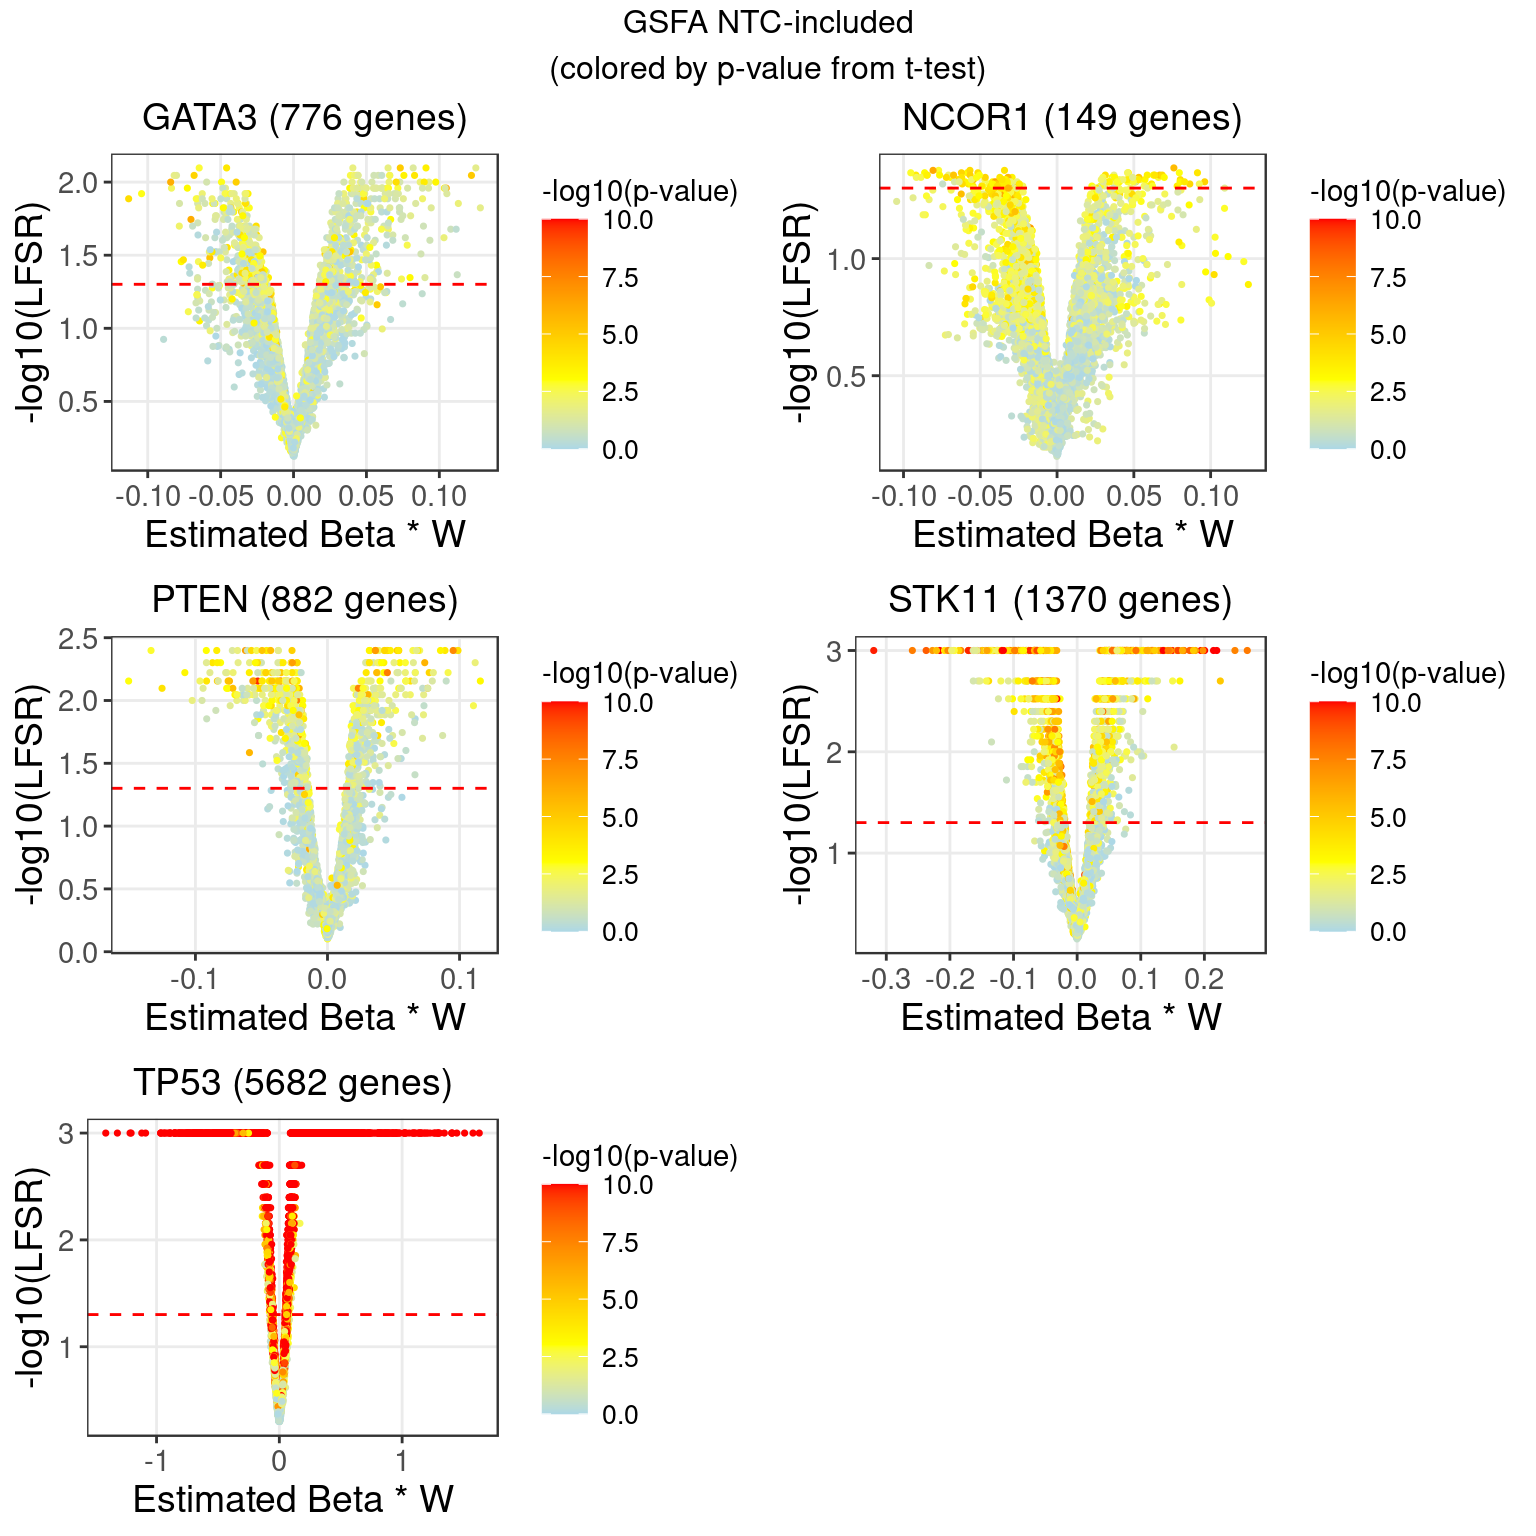 GSFA NTC-included
(colored by p-value from t-test)
GATA3 (776 genes)
-log10(LFSR)
2.0
1.5
1.0
0.5
-0.10 -0.05 0.00 0.05 0.10
Estimated Beta * W
-log10(p-value)
10.0
7.5
5.0
2.5
0.0
NCOR1 (149 genes)
-log10(LFSR)
1.0
0.5
-0.10 -0.05 0.00 0.05 0.10
Estimated Beta * W
-log10(p-value)
10.0
7.5
5.0
2.5
0.0
PTEN (882 genes)
-log10(LFSR)
2.5
2.0
1.5
1.0
0.5
0.0
-0.1 0.0 0.1
Estimated Beta * W
-log10(p-value)
10.0
7.5
5.0
2.5
0.0
STK11 (1370 genes)
-log10(LFSR)
3
2
1
-0.3 -0.2 -0.1 0.0 0.1 0.2
Estimated Beta * W
-log10(p-value)
10.0
7.5
5.0
2.5
0.0
TP53 (5682 genes)
-log10(LFSR)
3
2
1
-1 0 1
Estimated Beta * W
-log10(p-value)
10.0
7.5
5.0
2.5
0.0